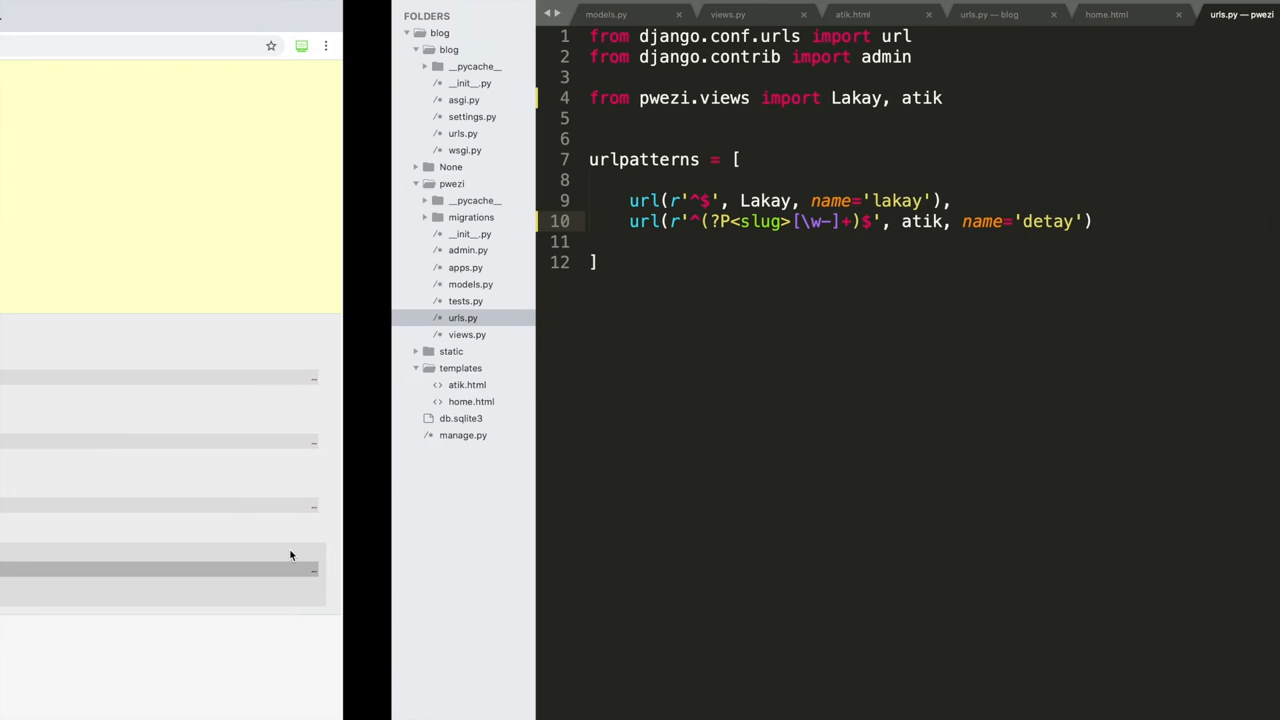 FOLDERS
blog
blog
__pycache__
/* __init__.py
/* asgi.py
/* settings.py
/* urls.py
/* wsgi.py
None
pwezi
__pycache__
migrations
/* __init__.py
/* admin.py
/* apps.py
/* models.py
/* tests.py
/* urls.py
/* views.py
static
templates
<> atik.html
<> home.html
db.sqlite3
/* manage.py
models.py
views.py
atik.html
urls.py — blog
home.html
urls.py — pwezi
1 from django.conf.urls import url
2 from django.contrib import admin
3
4 from pwezi.views import Lakay, atik
5
6
7 urlpatterns = [
8
9 url(r'^$', Lakay, name='lakay'),
10 url(r'^(?P<slug>[\w-]+)$', atik, name='detay')
11
12 ]
...
...
...
...